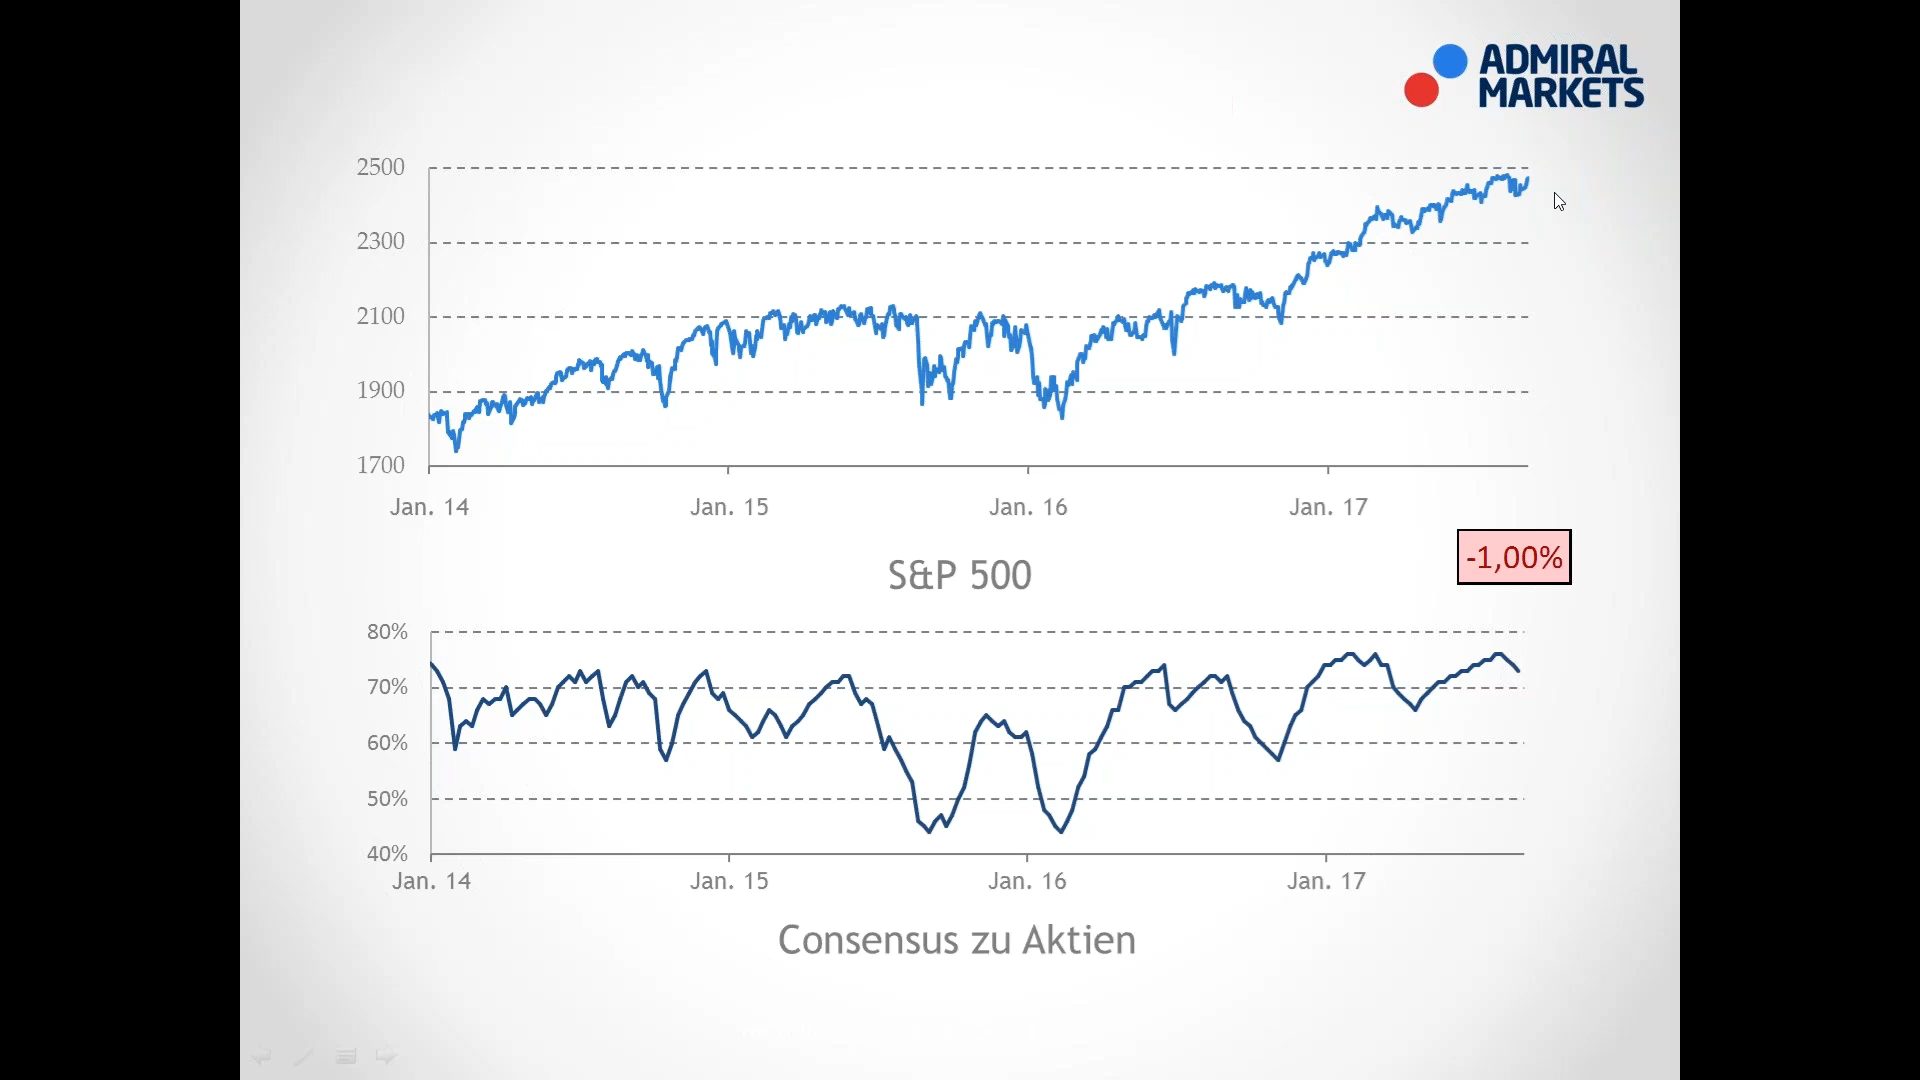 ADMIRAL
MARKETS
2500
2300
2100
1900
1700
Jan. 14 Jan. 15 Jan. 16 Jan. 17
-1,00%
S&P 500
80%
70%
60%
50%
40%
Jan. 14 Jan. 15 Jan. 16 Jan. 17
Consensus zu Aktien